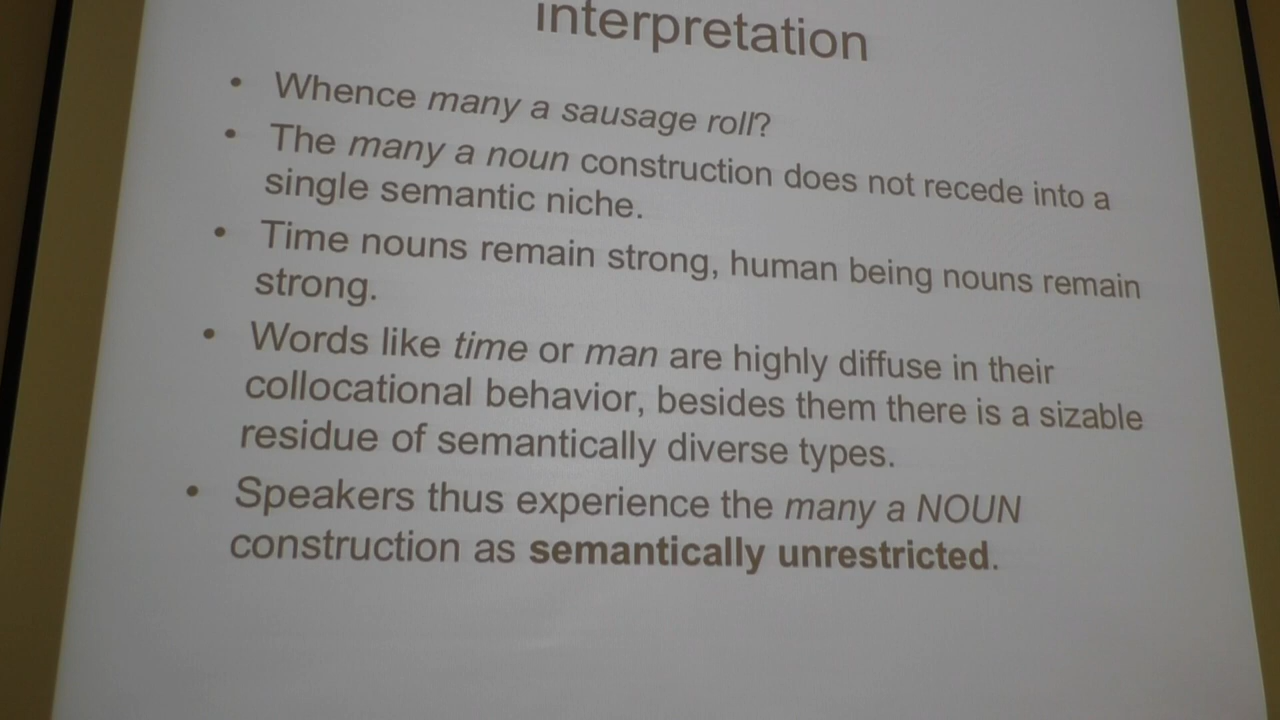 interpretation
• Whence many a sausage roll?
• The many a noun construction does not recede into a
single semantic niche.
• Time nouns remain strong, human being nouns remain
strong.
• Words like time or man are highly diffuse in their
collocational behavior, besides them there is a sizable
residue of semantically diverse types.
• Speakers thus experience the many a NOUN
construction as semantically unrestricted.